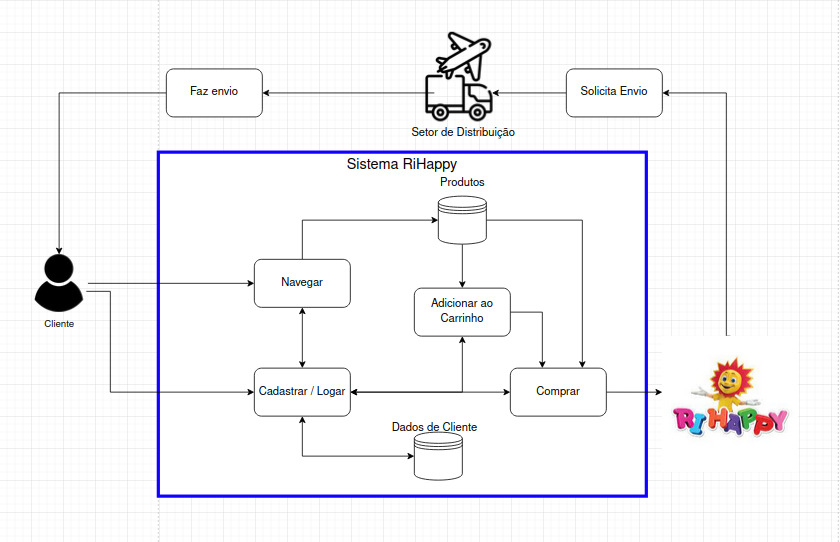 Faz envio
Solicita Envio
Setor de Distribuição
Sistema RiHappy
Produtos
Navegar
Adicionar ao
Carrinho
Cliente
Cadastrar / Logar
Comprar
RIHAPPY
Dados de Cliente